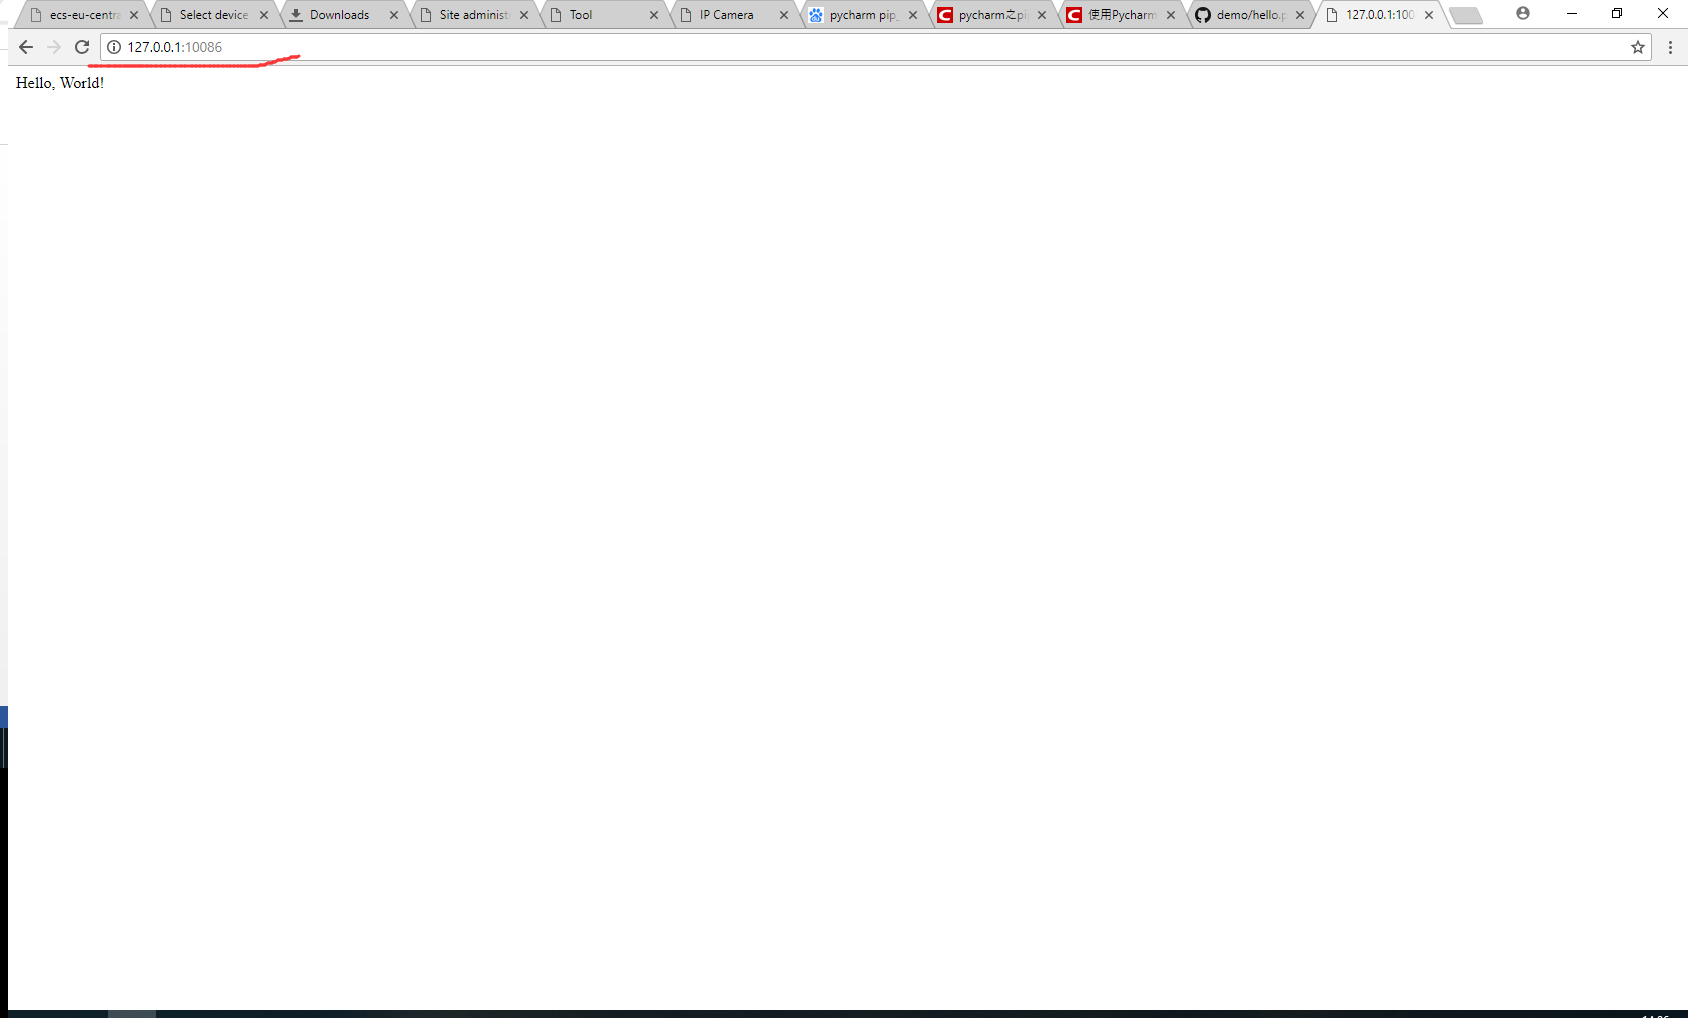 ecs-eu-centra Select device Downloads Site administ Tool IP Camera pycharm pip_ pycharm之pi 使用Pycharm demo/hello.p 127.0.0.1:100
127.0.0.1:10086
Hello, World!